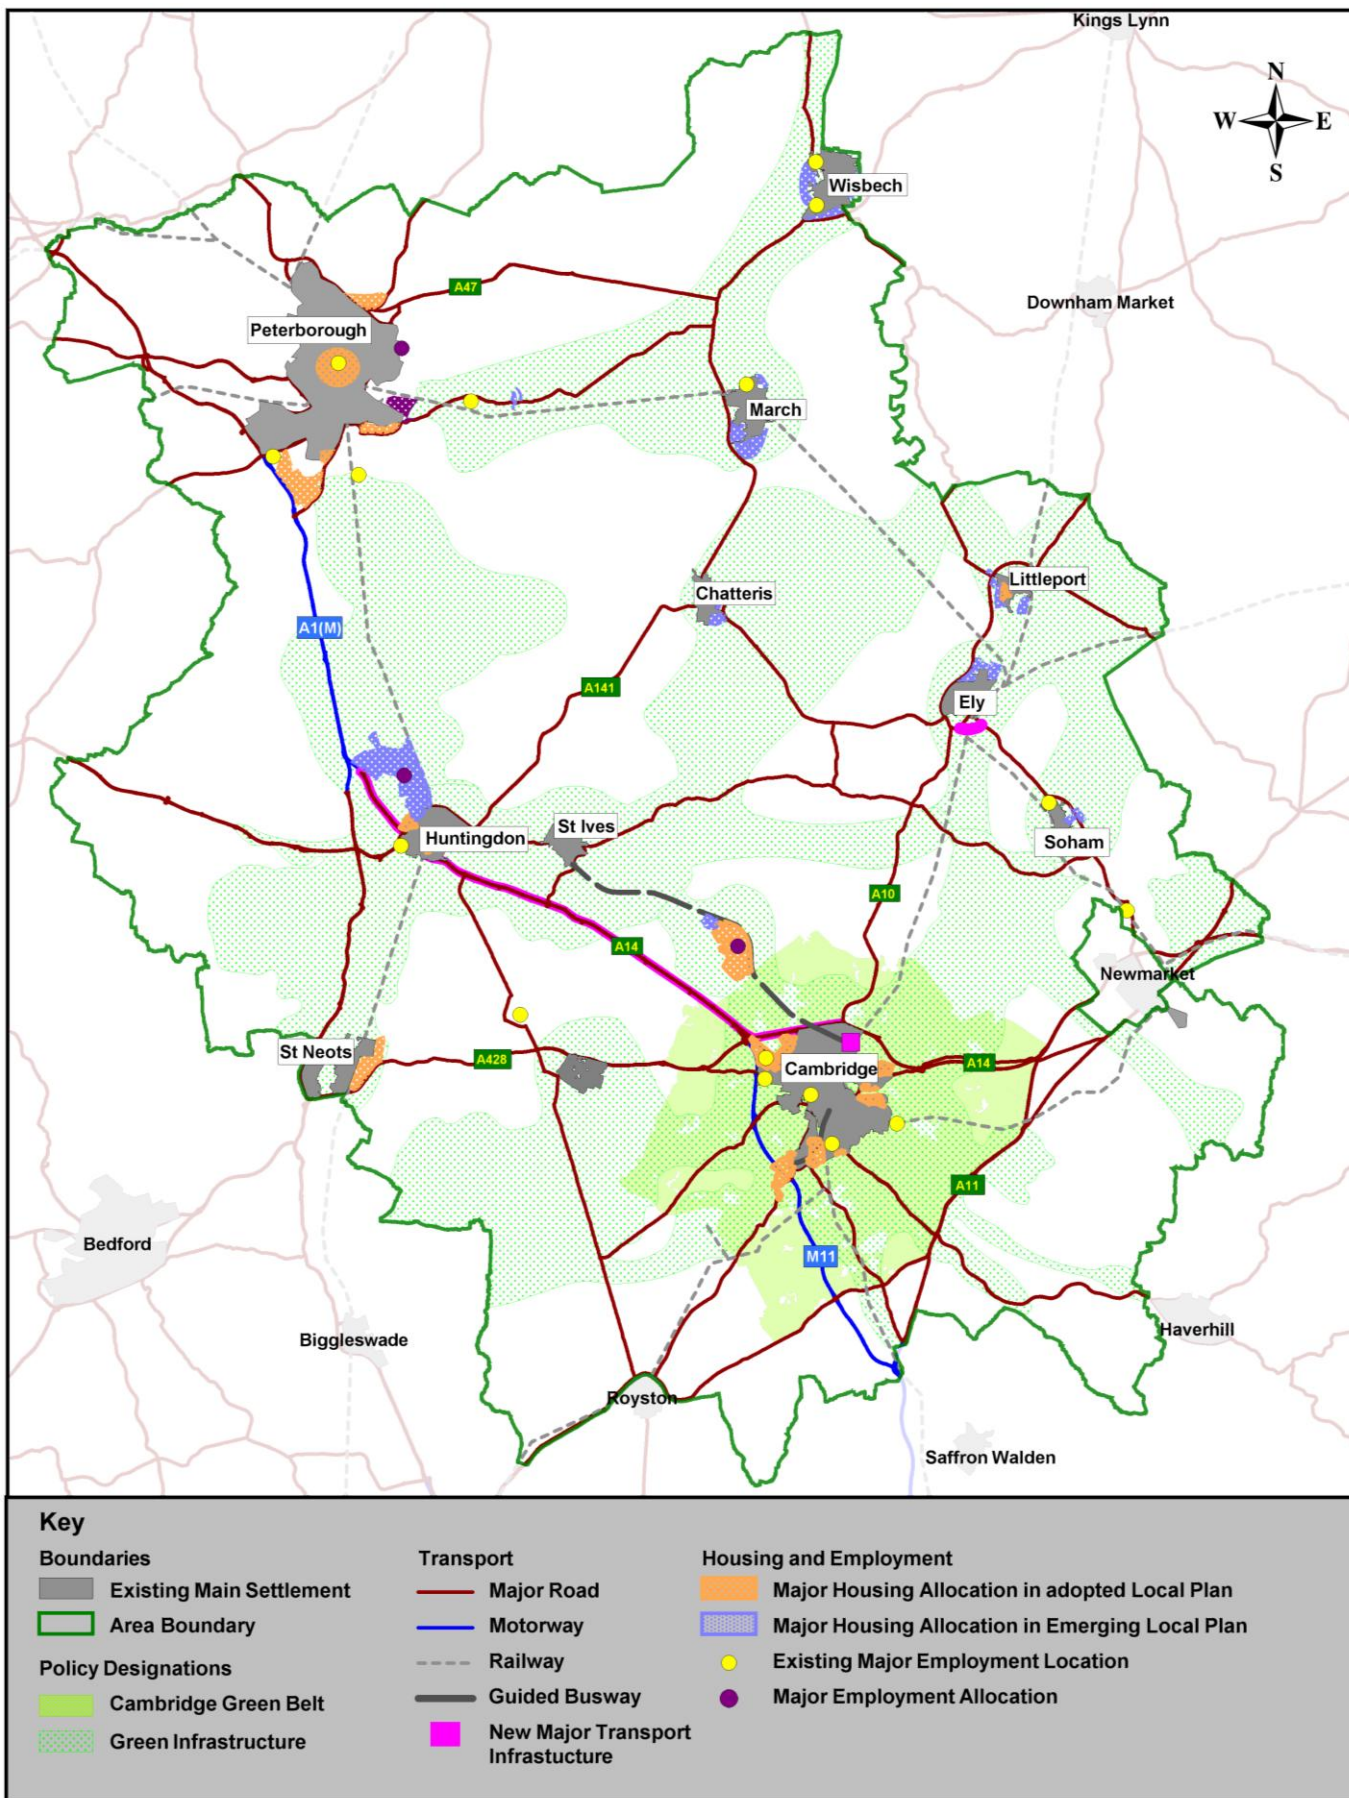 Kings Lynn
N
W E
S
Wisbech
A47
Downham Market
Peterborough
March
Littleport
Chatteris
A1(M)
A141
Ely
St Ives
Huntingdon
Soham
A10
A14
Newmarket
St Neots
A428
Cambridge
A14
A11
Bedford
M11
Biggleswade
Haverhill
Royston
Saffron Walden
Key
Boundaries
Existing Main Settlement
Area Boundary
Policy Designations
Cambridge Green Belt
Green Infrastructure
Transport
Major Road
Motorway
Railway
Guided Busway
New Major Transport
Infrastucture
Housing and Employment
Major Housing Allocation in adopted Local Plan
Major Housing Allocation in Emerging Local Plan
Existing Major Employment Location
Major Employment Allocation